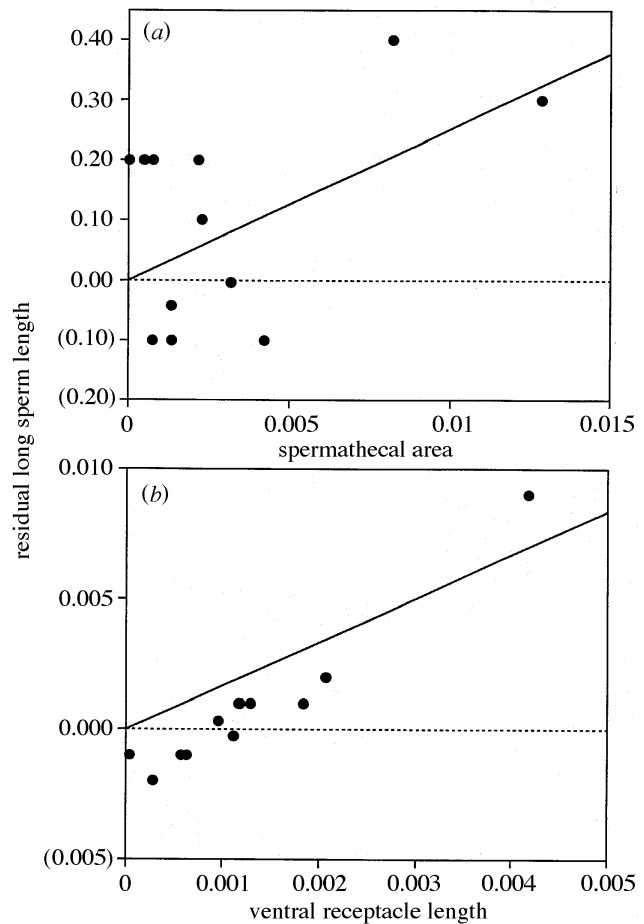 (a)
0.40
0.30
0.20
0.10
0.00
(0.10)
(0.20)
0 0.005 0.01 0.015
spermathecal area
residual long sperm length
(b)
0.010
0.005
0.000
(0.005)
0 0.001 0.002 0.003 0.004 0.005
ventral receptacle length